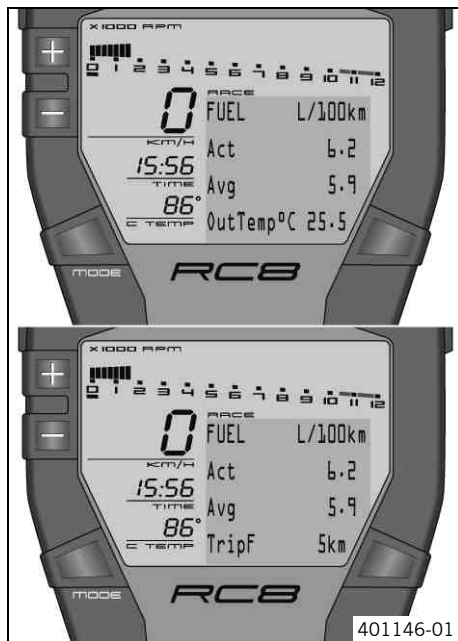 X1000 RPM
+
0 1 2 3 4 5 6 7 8 9 10 11 12
RACE
0
FUEL L/100km
KM/H
Act 6.2
15:56
TIME
Avg 5.9
86°
C TEMP
OutTempºC 25.5
-
MODE
RC8
X1000 RPM
+
0 1 2 3 4 5 6 7 8 9 10 11 12
RACE
0
FUEL L/100km
KM/H
Act 6.2
15:56
TIME
Avg 5.9
86°
C TEMP
TripF 5km
-
MODE
RC8
401146-01